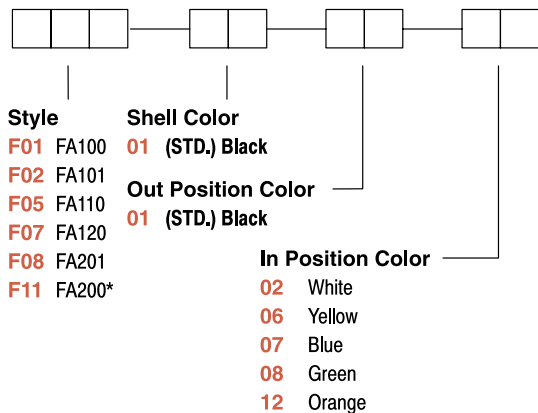 Style
F01 FA100
F02 FA101
F05 FA110
F07 FA120
F08 FA201
F11 FA200*
Shell Color
01 (STD.) Black
Out Position Color
01 (STD.) Black
In Position Color
02 White
06 Yellow
07 Blue
08 Green
12 Orange